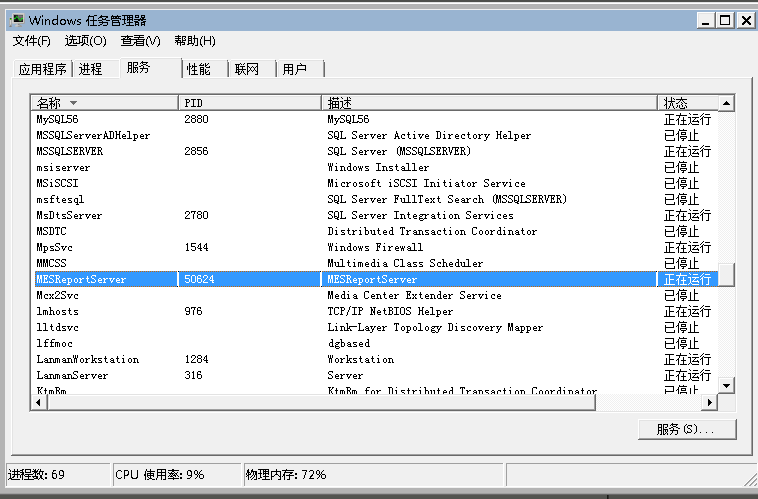 Windows 任务管理器
文件(F) 选项(O) 查看(V) 帮助(H)
应用程序 进程 服务 性能 联网 用户
名称 PID 描述 状态
MySQL56 2880 MySQL56 正在运行
MSSQLServerADHelper SQL Server Active Directory Helper 已停止
MSSQLSERVER 2856 SQL Server (MSSQLSERVER) 正在运行
msiserver Windows Installer 已停止
MSiSCSI Microsoft iSCSI Initiator Service 已停止
msftesql SQL Server FullText Search (MSSQLSERVER) 已停止
MsDtsServer 2780 SQL Server Integration Services 正在运行
MSDTC Distributed Transaction Coordinator 已停止
MpsSvc 1544 Windows Firewall 正在运行
MMCSS Multimedia Class Scheduler 已停止
MESReportServer 50624 MESReportServer 正在运行
Mcx2Svc Media Center Extender Service 已停止
lmhosts 976 TCP/IP NetBIOS Helper 正在运行
lltdsvc Link-Layer Topology Discovery Mapper 已停止
lffmoc dgbased 已停止
LanmanWorkstation 1284 Workstation 正在运行
LanmanServer 316 Server 正在运行
KtmRm KtmRm for Distributed Transaction Coordinator 已停止
服务(S)...
进程数: 69 CPU 使用率: 9% 物理内存: 72%